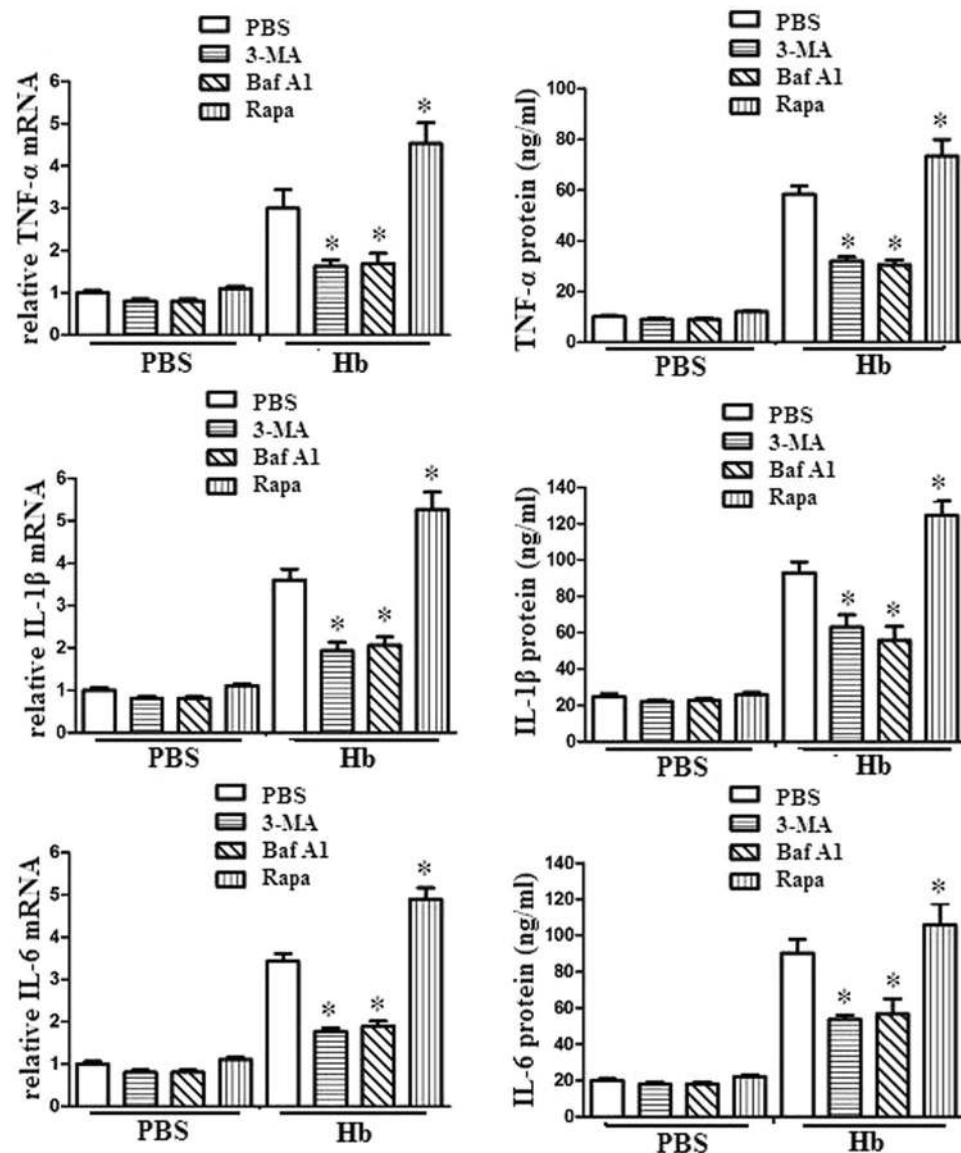 PBS
3-MA
Baf A1
Rapa
relative TNF-α mRNA
6
5
4
3
2
1
0
*
*
*
PBS
Hb
PBS
3-MA
Baf A1
Rapa
TNF-α protein (ng/ml)
100
80
60
40
20
0
*
*
*
PBS
Hb
PBS
3-MA
Baf A1
Rapa
relative IL-1β mRNA
6
5
4
3
2
1
0
*
*
*
PBS
Hb
PBS
3-MA
Baf A1
Rapa
IL-1β protein (ng/ml)
140
120
100
80
60
40
20
0
*
*
*
PBS
Hb
PBS
3-MA
Baf A1
Rapa
relative IL-6 mRNA
6
5
4
3
2
1
0
*
*
*
PBS
Hb
PBS
3-MA
Baf A1
Rapa
IL-6 protein (ng/ml)
140
120
100
80
60
40
20
0
*
*
*
PBS
Hb